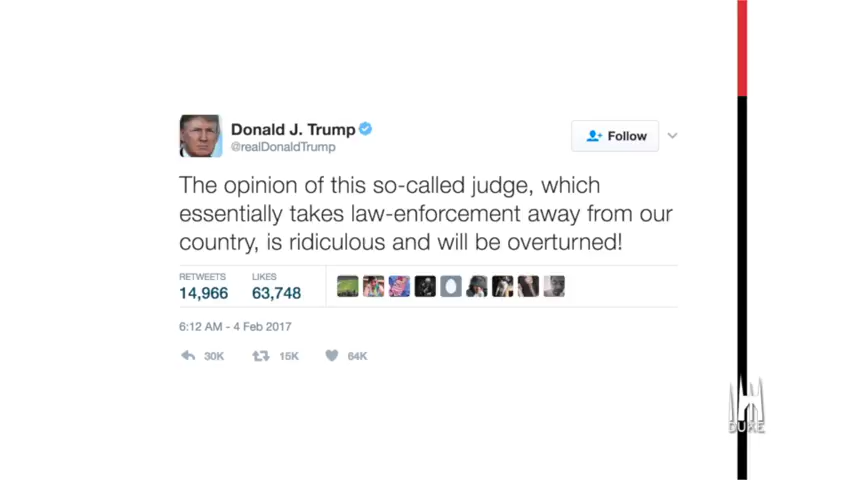 Donald J. Trump
@realDonaldTrump
Follow
The opinion of this so-called judge, which
essentially takes law-enforcement away from our
country, is ridiculous and will be overturned!
RETWEETS LIKES
14,966 63,748
6:12 AM - 4 Feb 2017
30K 15K 64K
DUKE